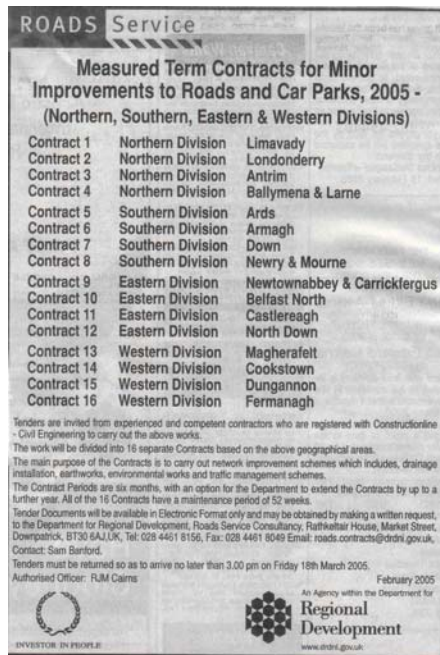 ROADS Service
Measured Term Contracts for Minor
Improvements to Roads and Car Parks, 2005 -
(Northern, Southern, Eastern & Western Divisions)
Contract 1 Northern Division Limavady
Contract 2 Northern Division Londonderry
Contract 3 Northern Division Antrim
Contract 4 Northern Division Ballymena & Larne
Contract 5 Southern Division Ards
Contract 6 Southern Division Armagh
Contract 7 Southern Division Down
Contract 8 Southern Division Newry & Mourne
Contract 9 Eastern Division Newtownabbey & Carrickfergus
Contract 10 Eastern Division Belfast North
Contract 11 Eastern Division Castlereagh
Contract 12 Eastern Division North Down
Contract 13 Western Division Magherafelt
Contract 14 Western Division Cookstown
Contract 15 Western Division Dungannon
Contract 16 Western Division Fermanagh
Tenders are invited from experienced and competent contractors who are registered with Constructionline
- Civil Engineering to carry out the above works.
The work will be divided into 16 separate Contracts based on the above geographical areas.
The main purpose of the Contracts is to carry out network improvement schemes which includes, drainage
installation, earthworks, environmental works and traffic management schemes.
The Contract Periods are six months, with an option for the Department to extend the Contracts by up to a
further year. All of the 16 Contracts have a maintenance period of 52 weeks.
Tender Documents will be available in Electronic Format only and may be obtained by making a written request,
to the Department for Regional Development, Roads Service Consultancy, Rathkeltair House, Market Street,
Downpatrick, BT30 6AJ,UK, Tel: 028 4461 8156, Fax: 028 4461 8049 Email: roads.contracts@drdni.gov.uk,
Contact: Sam Banford.
Tenders must be returned so as to arrive no later than 3.00 pm on Friday 18th March 2005.
Authorised Officer: RJM Cairns
February 2005
An Agency within the Department for
Regional
Development
www.drdni.gov.uk
INVESTOR IN PEOPLE